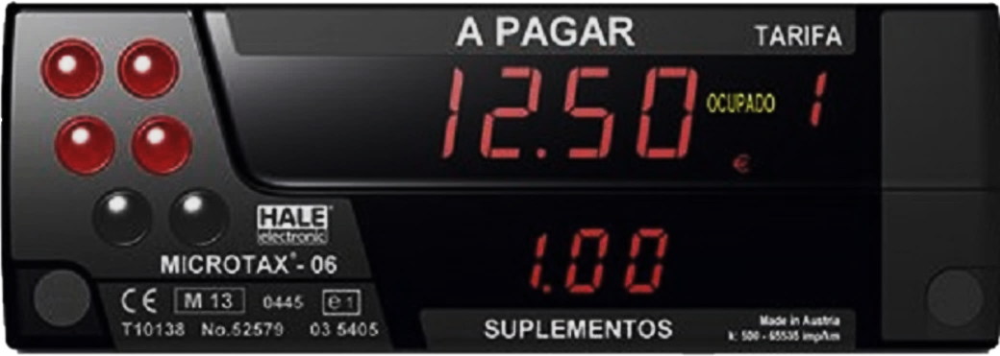 A PAGAR TARIFA
12.50 OCUPADO 1
€
HALE
electronic
1.00
MICROTAX®- 06
CE M 13 0445 e1
T10138 No.52579 03 5405
SUPLEMENTOS
Made in Austria
k: 500 - 65535 imp/km